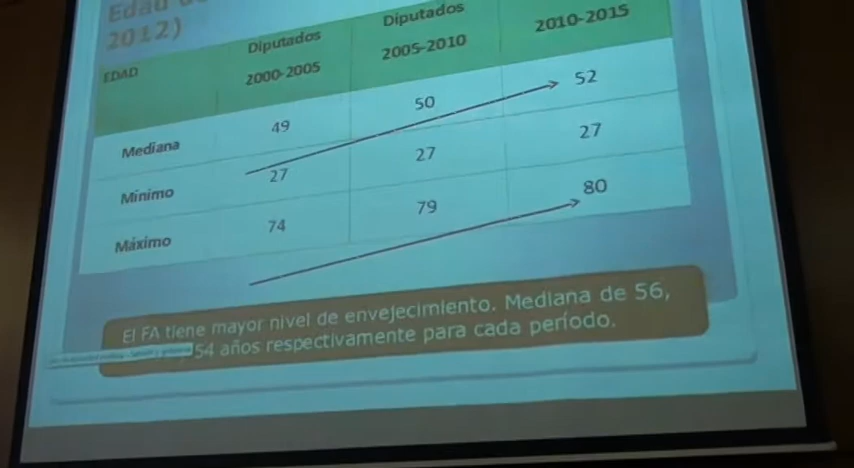 Edad
2012)
EDAD Diputados 2000-2005 Diputados 2005-2010 2010-2015
Mediana 49 50 52
Mínimo 27 27 27
Máximo 74 79 80
El FA tiene mayor nivel de envejecimiento. Mediana de 56,
54 años respectivamente para cada período.